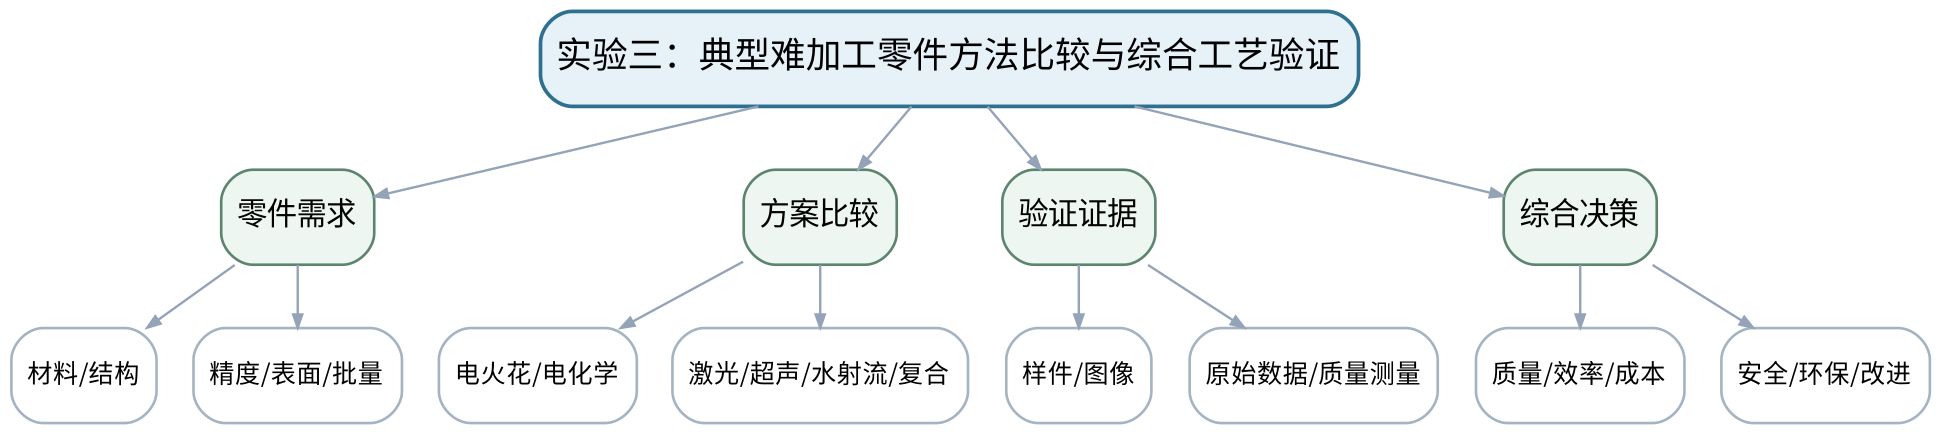 实验三：典型难加工零件方法比较与综合工艺验证
零件需求
方案比较
验证证据
综合决策
材料/结构
精度/表面/批量
电火花/电化学
激光/超声/水射流/复合
样件/图像
原始数据/质量测量
质量/效率/成本
安全/环保/改进